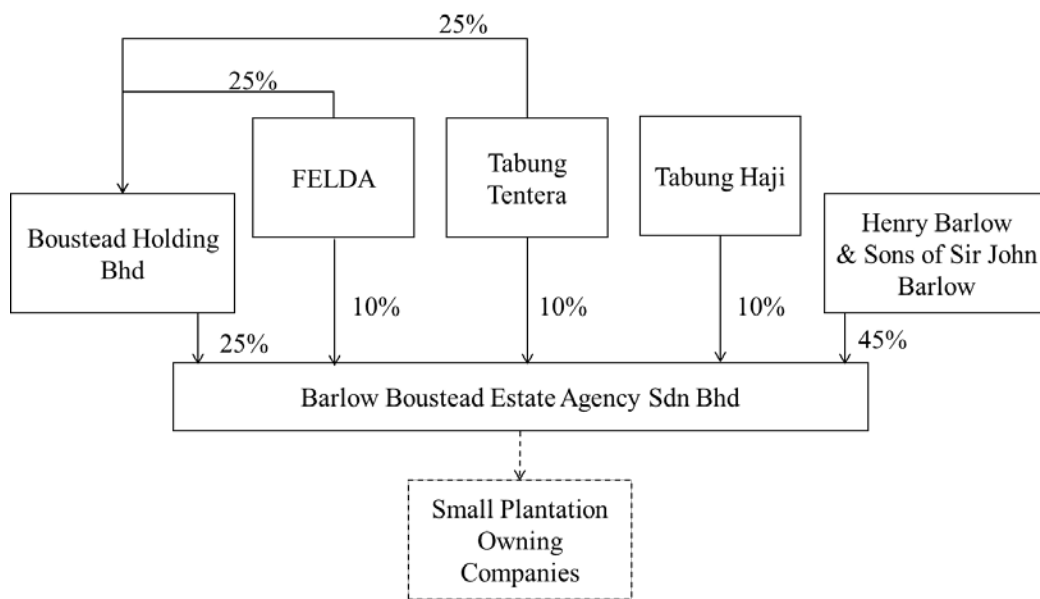 25%
25%
FELDA
Tabung
Tentera
Tabung Haji
Boustead Holding
Bhd
Henry Barlow
& Sons of Sir John
Barlow
25%
10%
10%
10%
45%
Barlow Boustead Estate Agency Sdn Bhd
Small Plantation
Owning
Companies